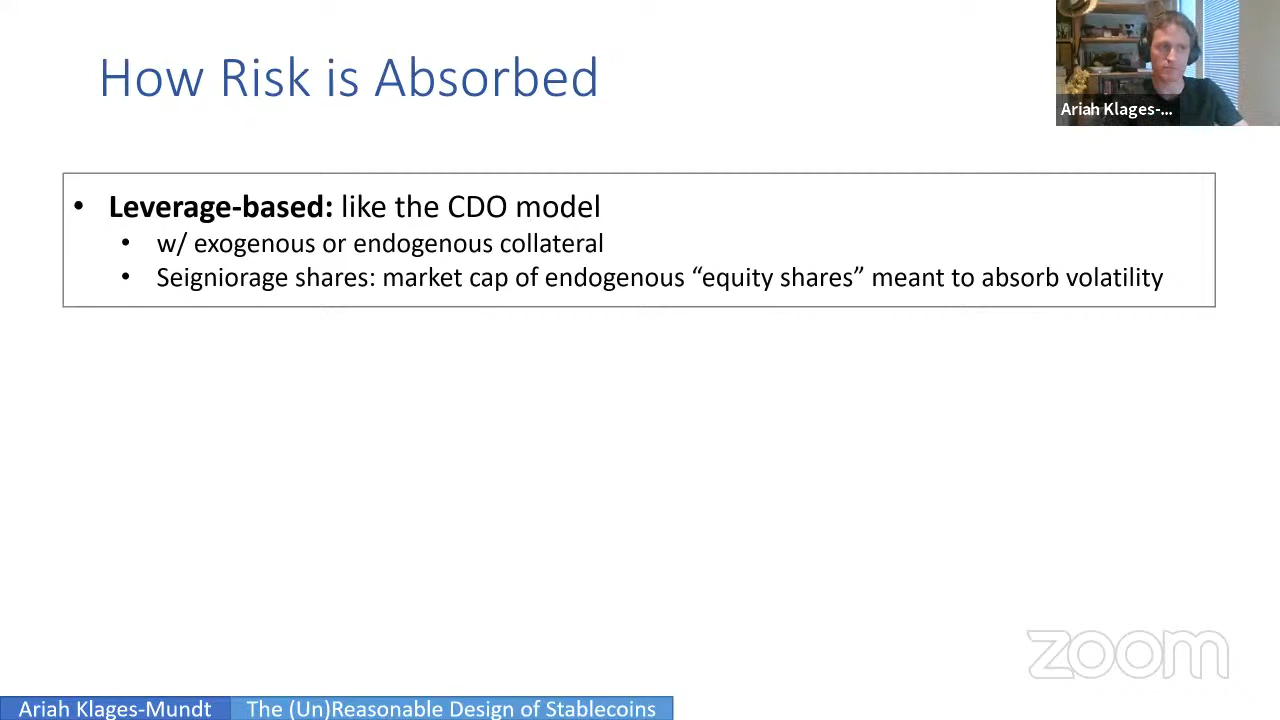 How Risk is Absorbed
Ariah Klages-...
• Leverage-based: like the CDO model
• w/ exogenous or endogenous collateral
• Seigniorage shares: market cap of endogenous “equity shares” meant to absorb volatility
zoom
Ariah Klages-Mundt
The (Un)Reasonable Design of Stablecoins